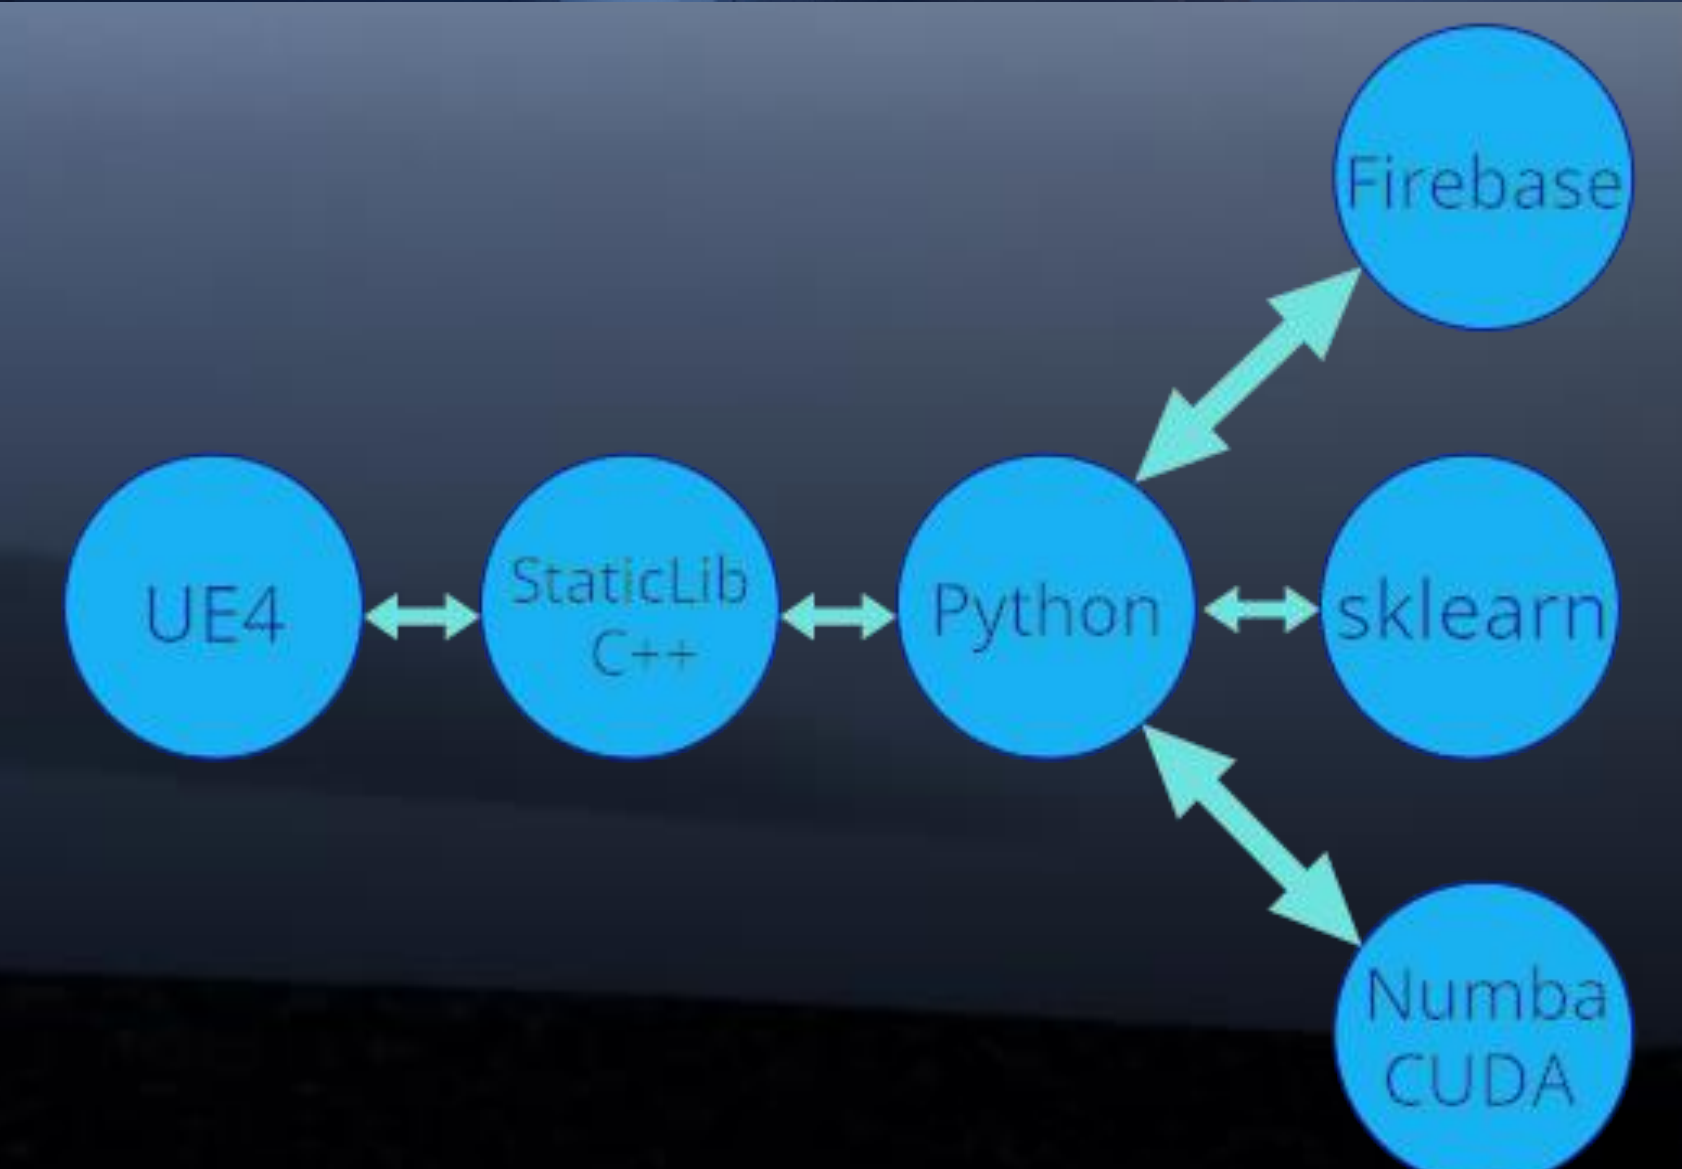 Firebase
UE4
StaticLib
C++
Python
sklearn
Numba
CUDA